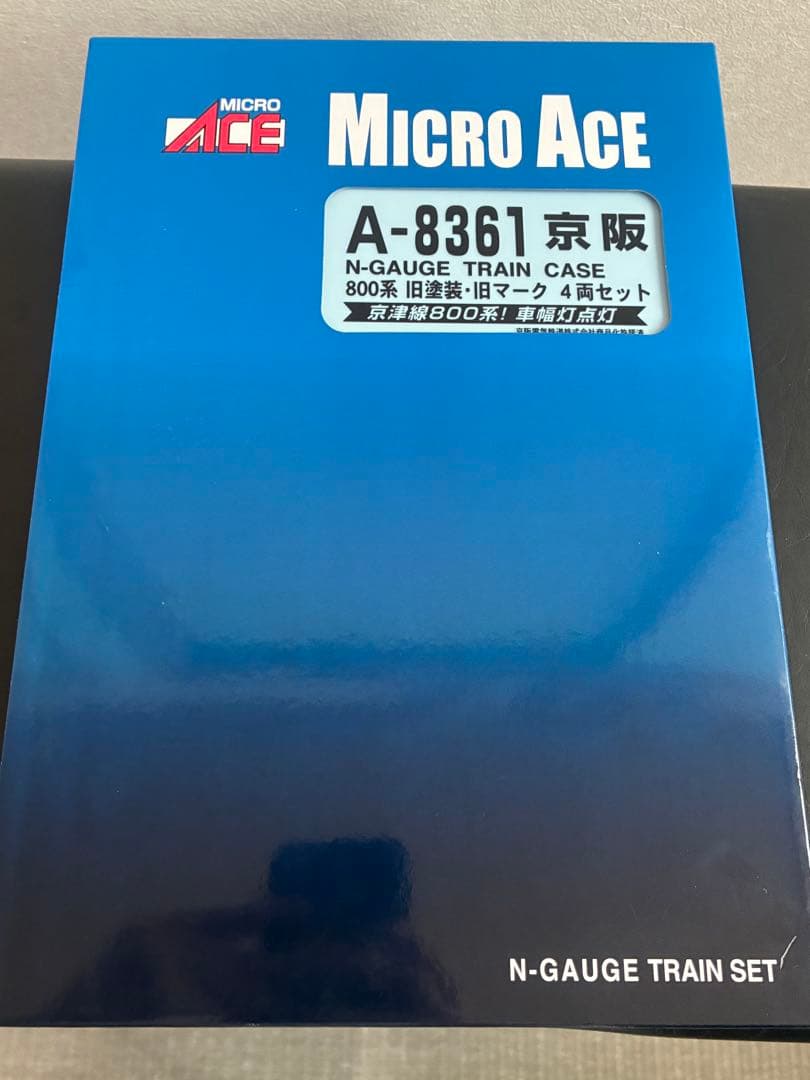 MICRO
ACE
MICRO ACE
A-8361 京阪
N-GAUGE TRAIN CASE
800系 旧塗装・旧マーク 4両セット
京津線800系! 車幅灯点灯
N-GAUGE TRAIN SET